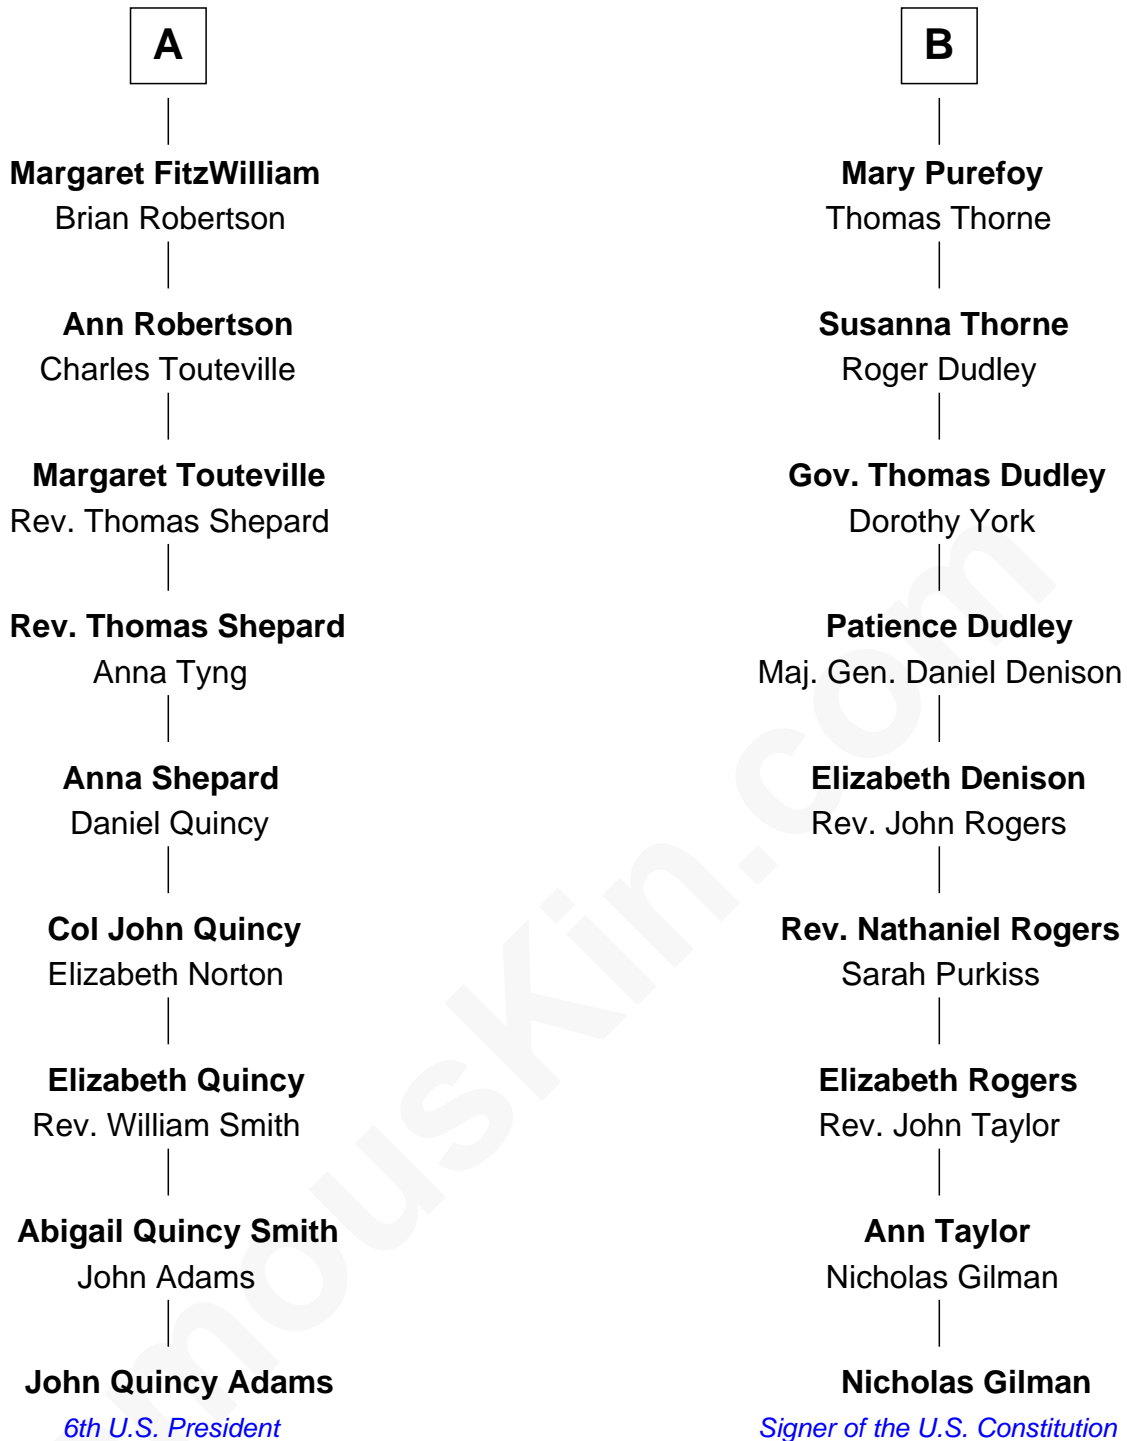 A
Margaret FitzWilliam
Brian Robertson
Ann Robertson
Charles Touteville
Margaret Touteville
Rev. Thomas Shepard
Rev. Thomas Shepard
Anna Tyng
Anna Shepard
Daniel Quincy
Col John Quincy
Elizabeth Norton
Elizabeth Quincy
Rev. William Smith
Abigail Quincy Smith
John Adams
John Quincy Adams
6th U.S. President
B
Mary Purefoy
Thomas Thorne
Susanna Thorne
Roger Dudley
Gov. Thomas Dudley
Dorothy York
Patience Dudley
Maj. Gen. Daniel Denison
Elizabeth Denison
Rev. John Rogers
Rev. Nathaniel Rogers
Sarah Purkiss
Elizabeth Rogers
Rev. John Taylor
Ann Taylor
Nicholas Gilman
Nicholas Gilman
Signer of the U.S. Constitution
mousKin.com